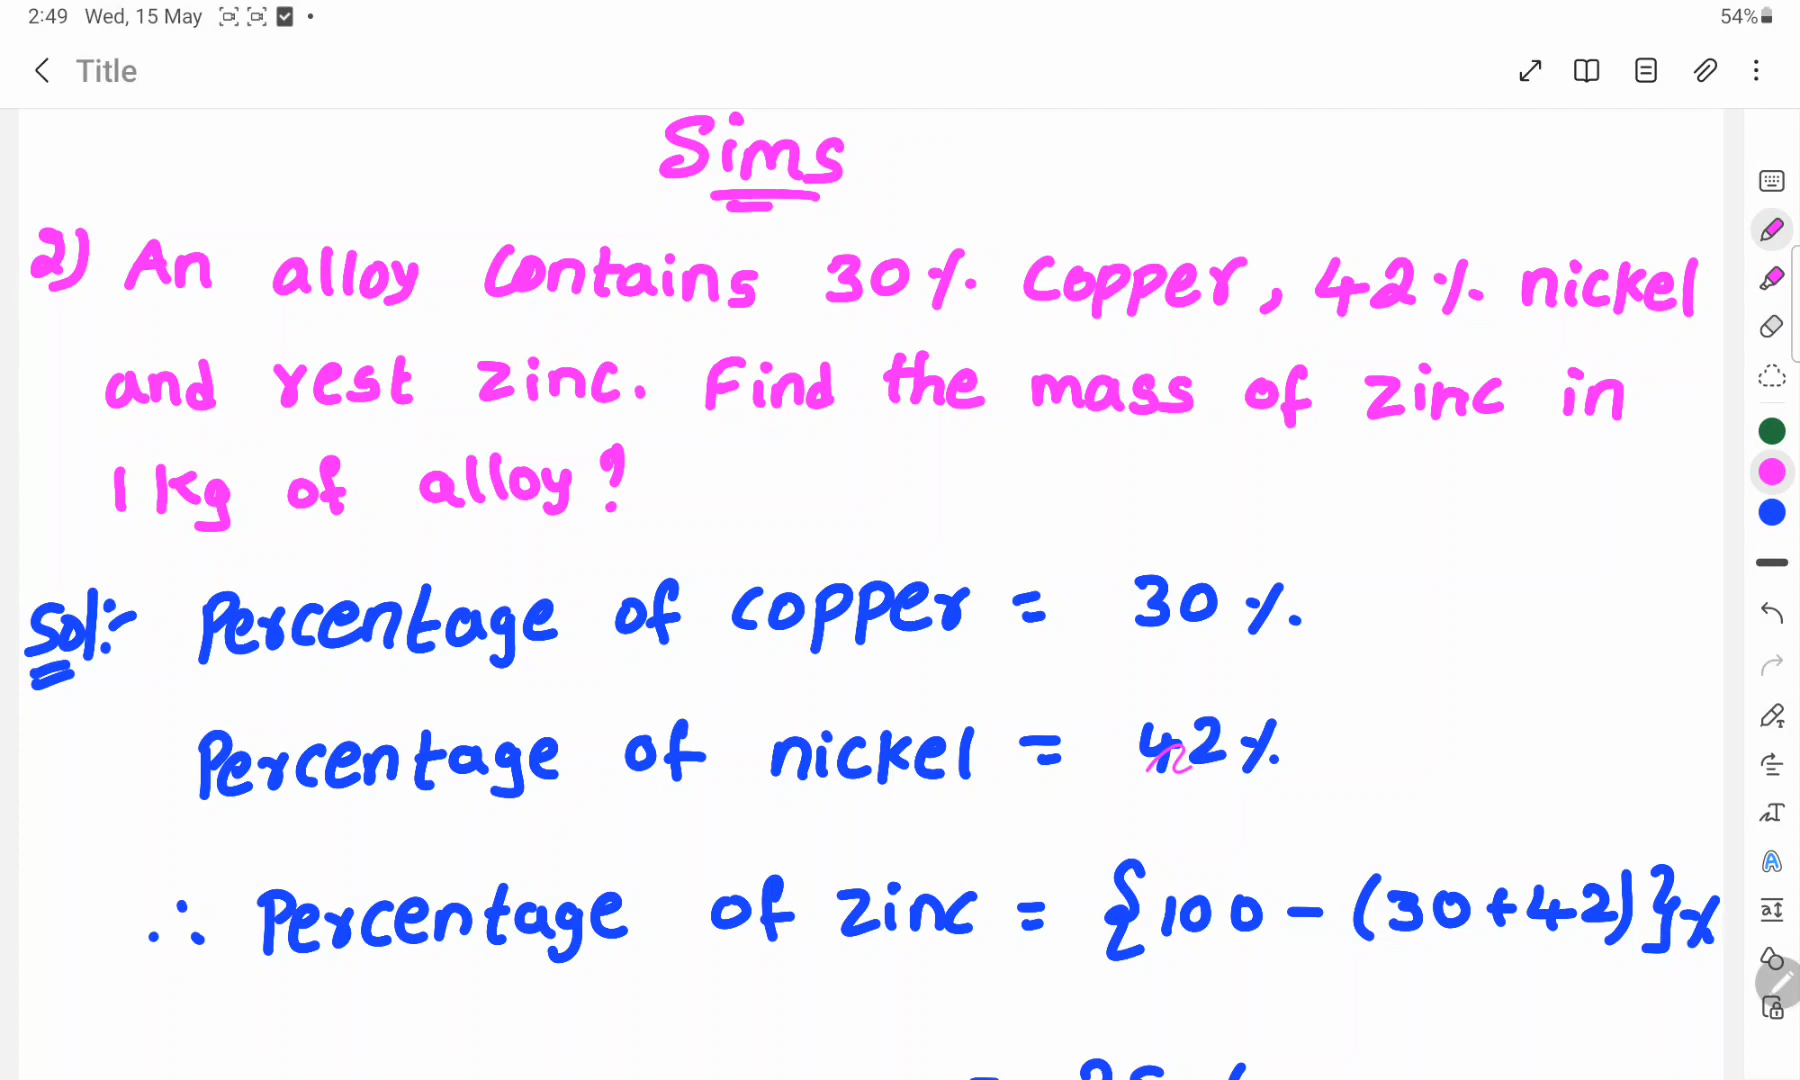 2:49 Wed, 15 May
54%
Title
Sims
2) An alloy contains 30% copper, 42% nickel
and rest zinc. Find the mass of zinc in
1 kg of alloy?
Sol:- Percentage of copper = 30%.
Percentage of nickel = 42%.
∴ Percentage of zinc = {100 - (30+42)}%